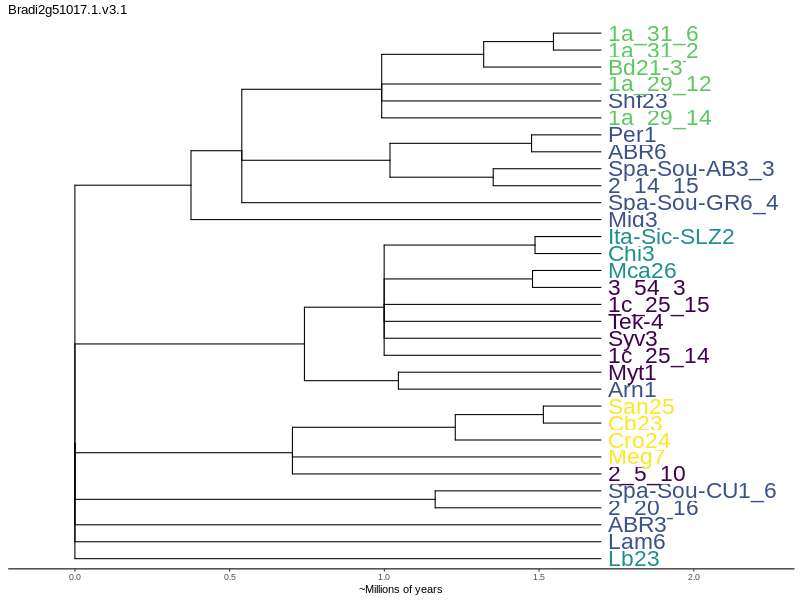 Bradi2g51017.1.v3.1
1a_31_6
1a_31_2
Bd21-3
1a_29_12
Shf23
1a_29_14
Per1
ABR6
Spa-Sou-AB3_3
2_14_15
Spa-Sou-GR6_4
Mig3
Ita-Sic-SLZ2
Chi3
Mca26
3_54_3
1c_25_15
Tek-4
Syv3
1c_25_14
Myt1
Arn1
San25
Cb23
Cro24
Meg7
2_5_10
Spa-Sou-CU1_6
2_20_16
ABR3
Lam6
Lb23
0.0 0.5 1.0 1.5 2.0
~Millions of years